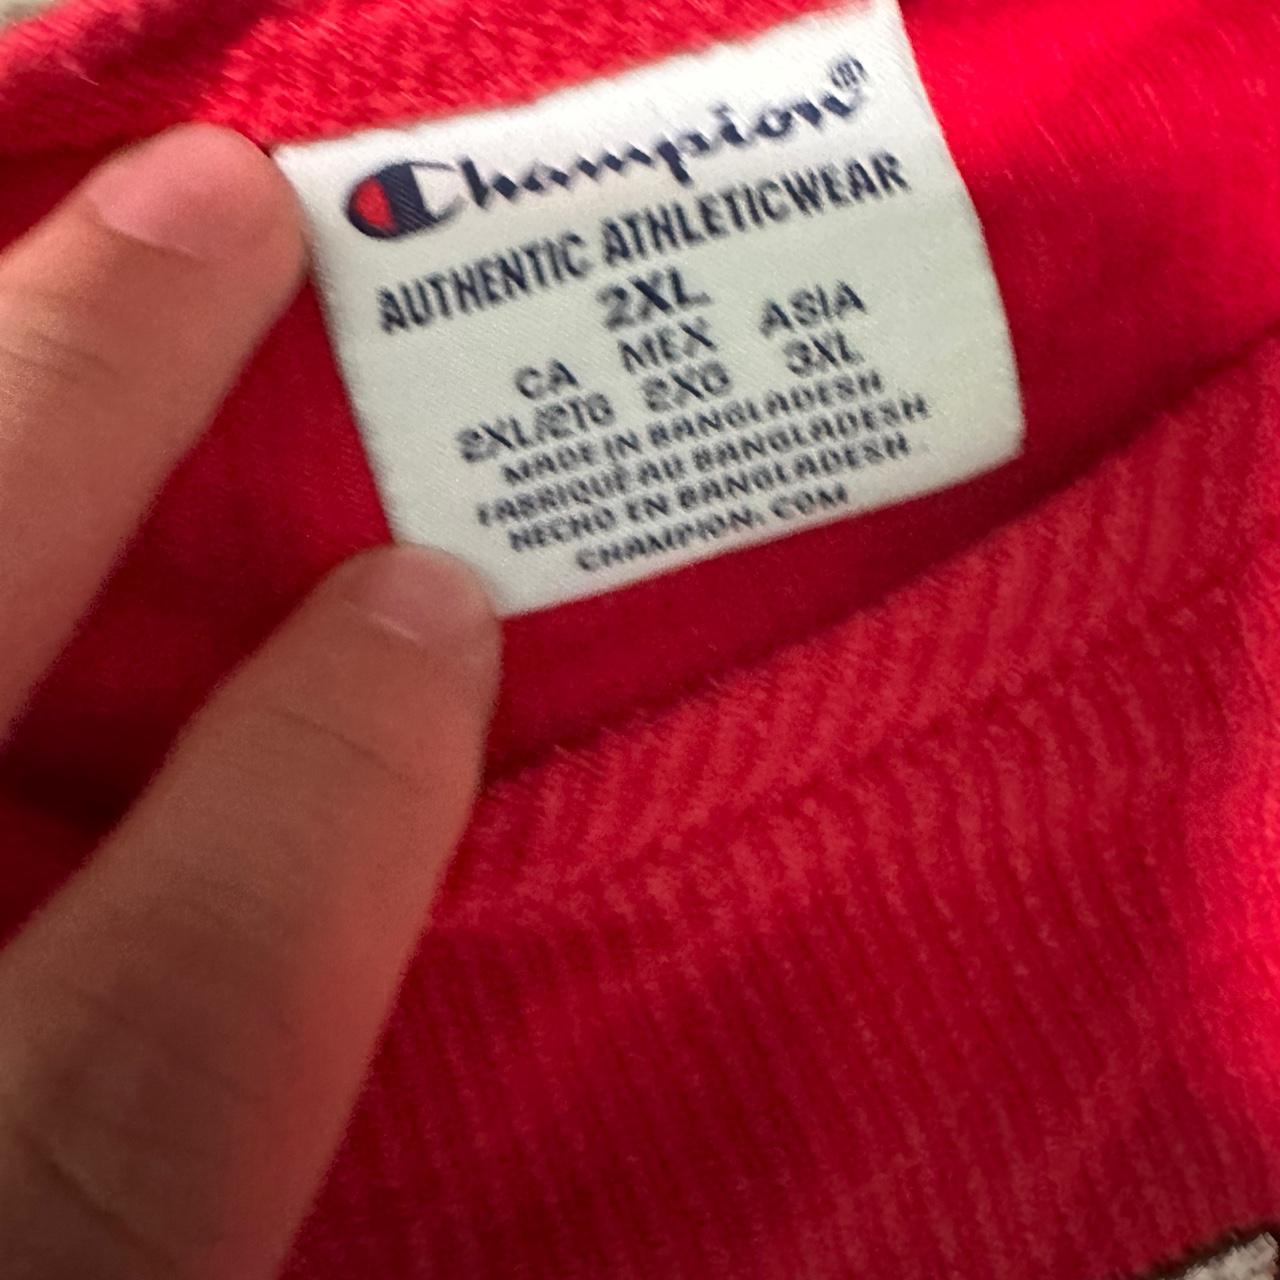 Champion®
AUTHENTIC ATHLETICWEAR
2XL
CA MEX ASIA
2XL/2TG 2XG 3XL
MADE IN BANGLADESH
FABRIQUÉ AU BANGLADESH
HECHO EN BANGLADESH
CHAMPION.COM